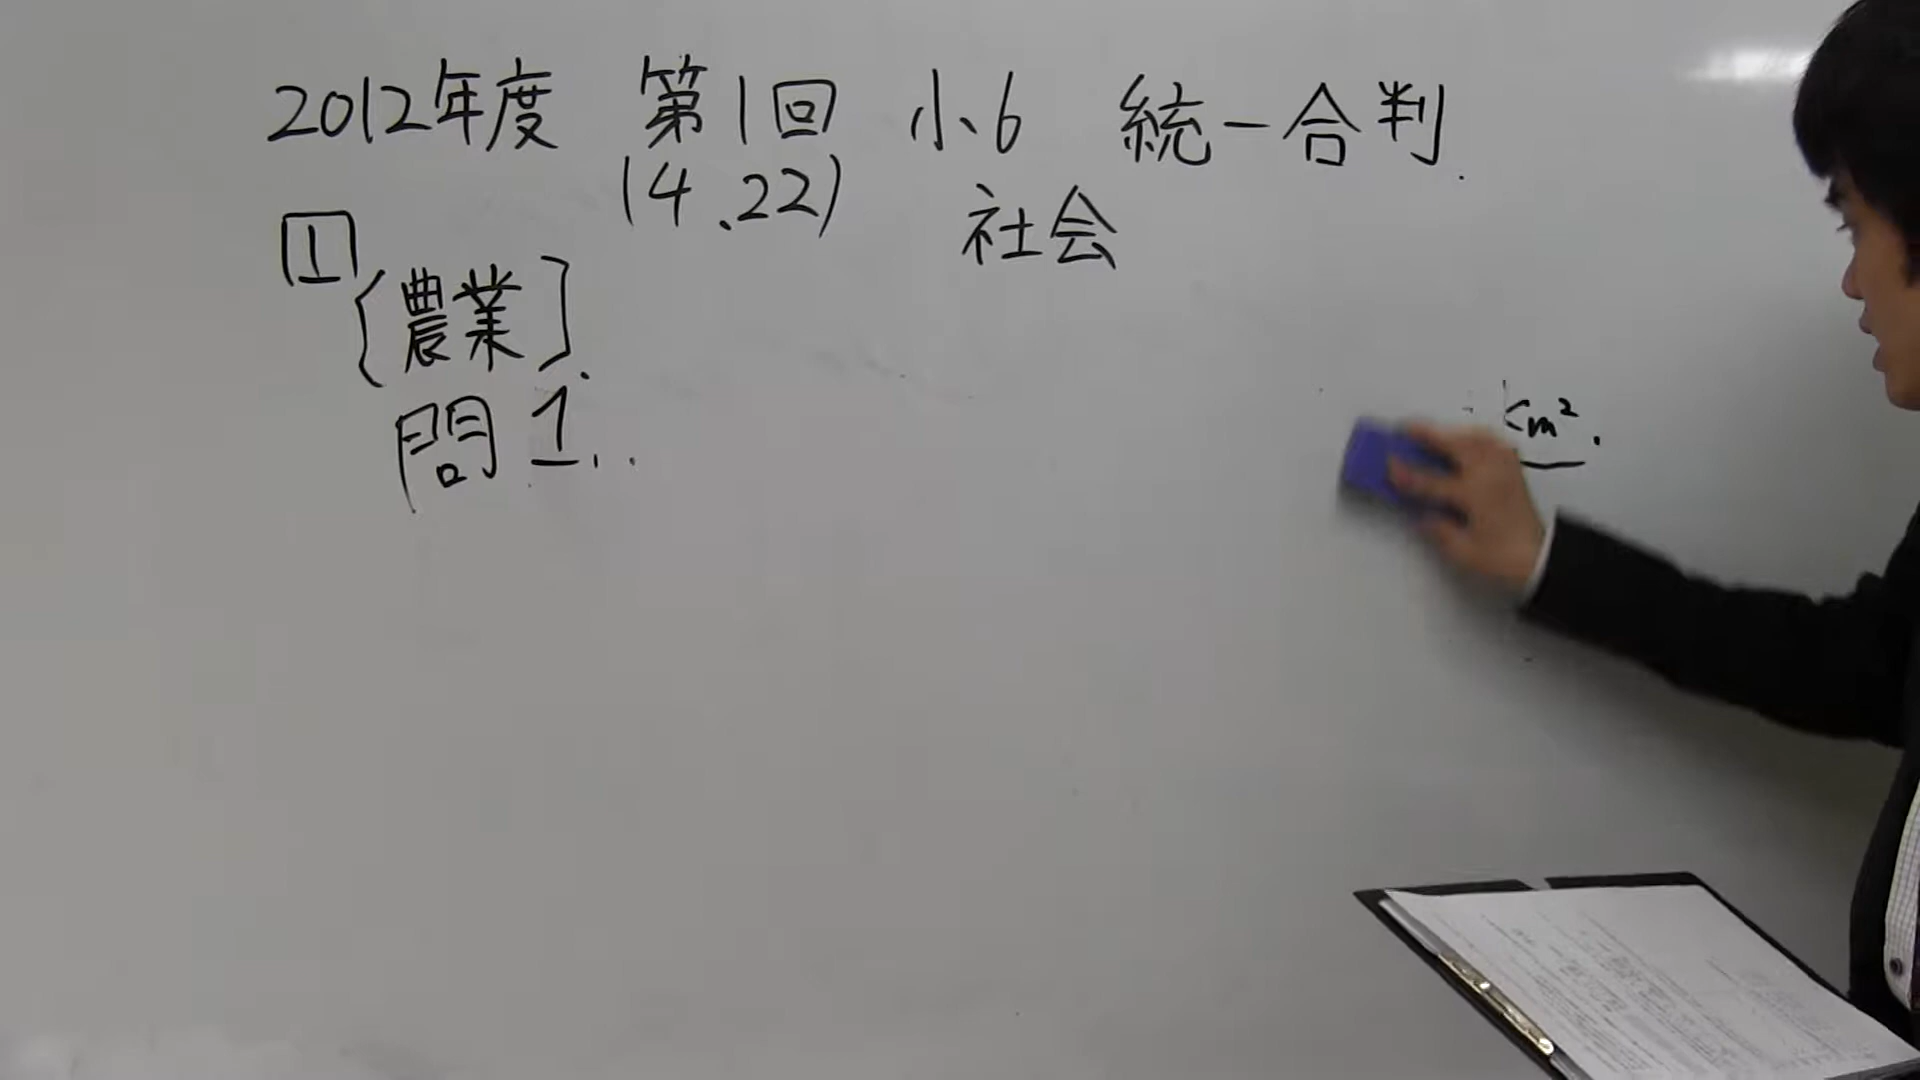 2012年度 第1回 小6 統一合判
(4.22) 社会
1
[農業]
問1
km²